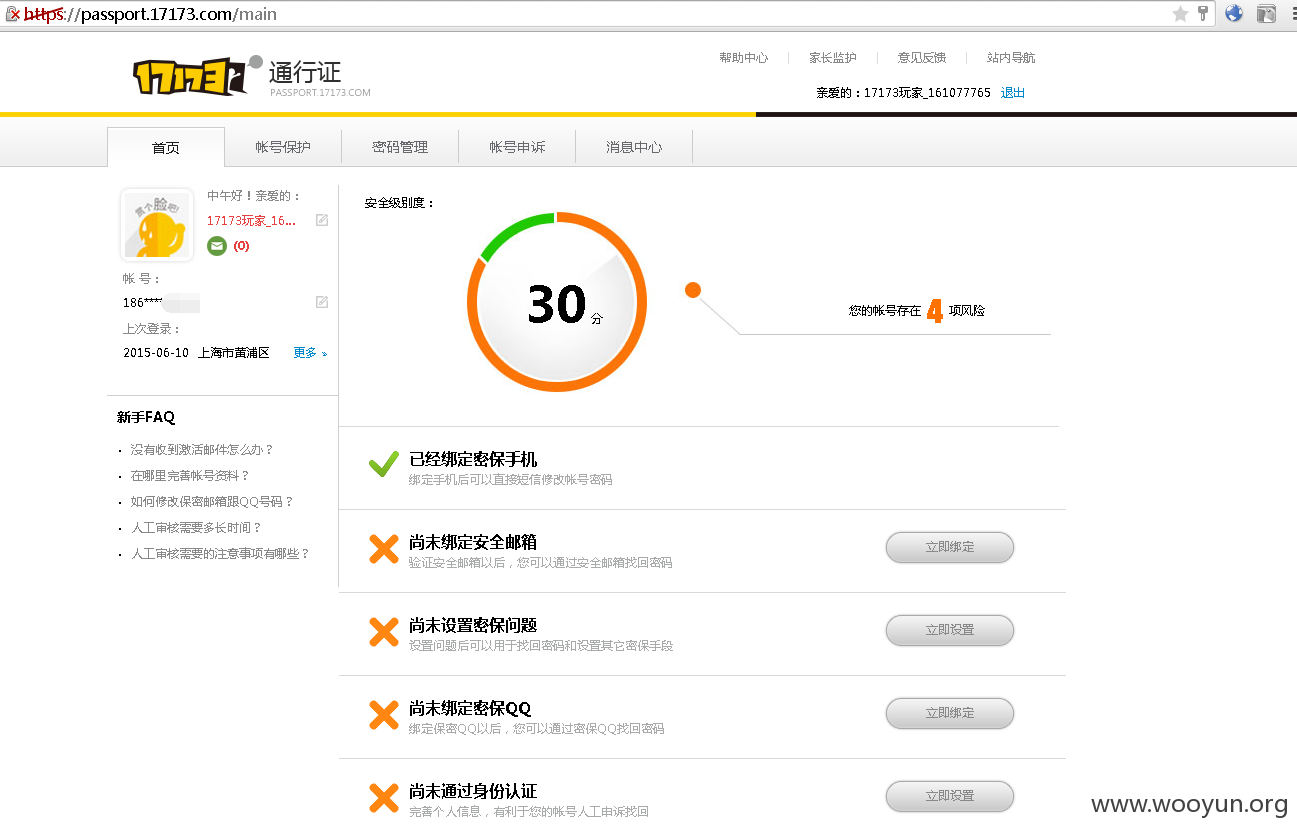 https://passport.17173.com/main
17173 通行证
PASSPORT.17173.COM
帮助中心 家长监护 意见反馈 站内导航
亲爱的：17173玩家_161077765 退出
首页 帐号保护 密码管理 帐号申诉 消息中心
弄个脸吧!
中午好！亲爱的：
17173玩家_16...
(0)
帐 号：
186****
上次登录：
2015-06-10 上海市黄浦区 更多 »
新手FAQ
· 没有收到激活邮件怎么办？
· 在哪里完善帐号资料？
· 如何修改保密邮箱跟QQ号码？
· 人工审核需要多长时间？
· 人工审核需要的注意事项有哪些？
安全级别度：
30分
您的帐号存在4项风险
已经绑定密保手机
绑定手机后可以直接短信修改帐号密码
尚未绑定安全邮箱
验证安全邮箱以后，您可以通过安全邮箱找回密码
立即绑定
尚未设置密保问题
设置问题后可以用于找回密码和设置其它密保手段
立即设置
尚未绑定密保QQ
绑定保密QQ以后，您可以通过密保QQ找回密码
立即绑定
尚未通过身份认证
完善个人信息，有利于您的帐号人工申诉找回
立即设置
www.wooyun.org